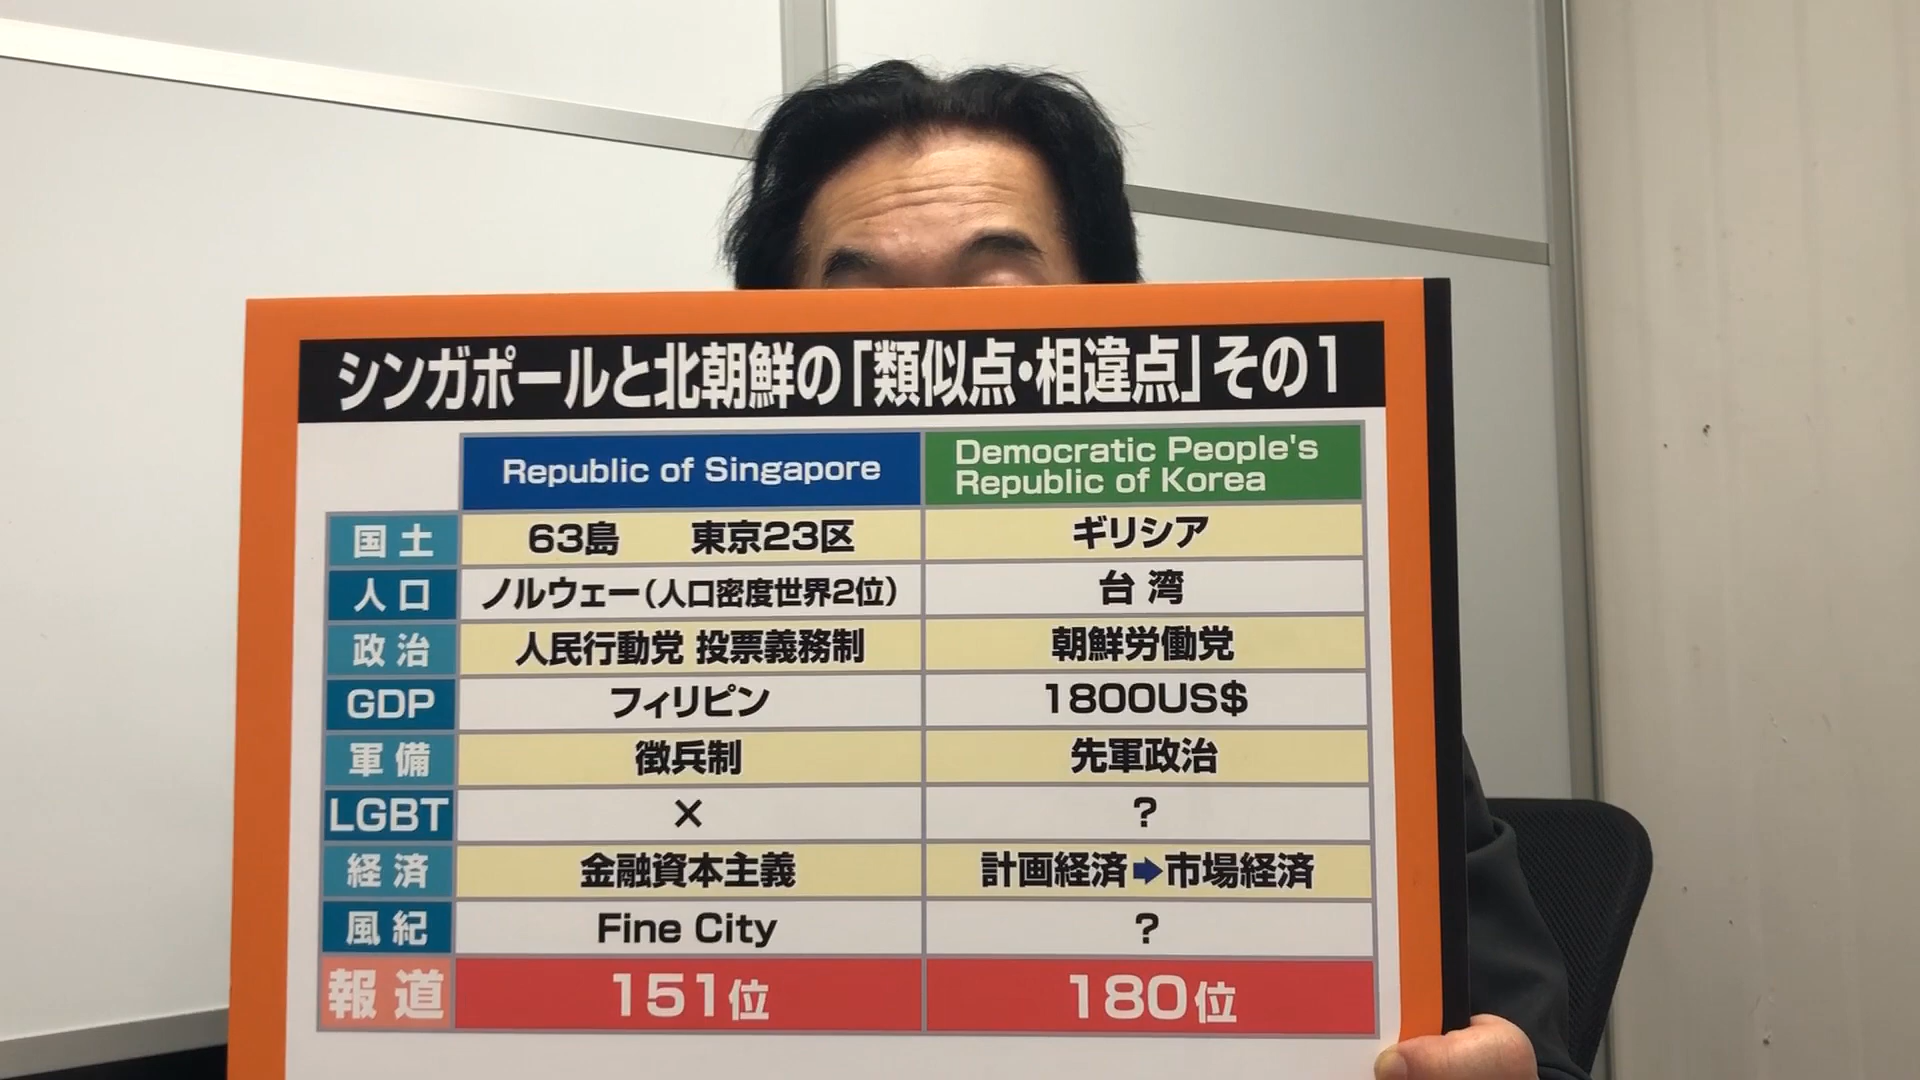 シンガポールと北朝鮮の「類似点・相違点」その1
Republic of Singapore
Democratic People's
Republic of Korea
国土 63島 東京23区 ギリシア
人口 ノルウェー(人口密度世界2位) 台湾
政治 人民行動党 投票義務制 朝鮮労働党
GDP フィリピン 1800US$
軍備 徴兵制 先軍政治
LGBT × ?
経済 金融資本主義 計画経済➡市場経済
風紀 Fine City ?
報道 151位 180位